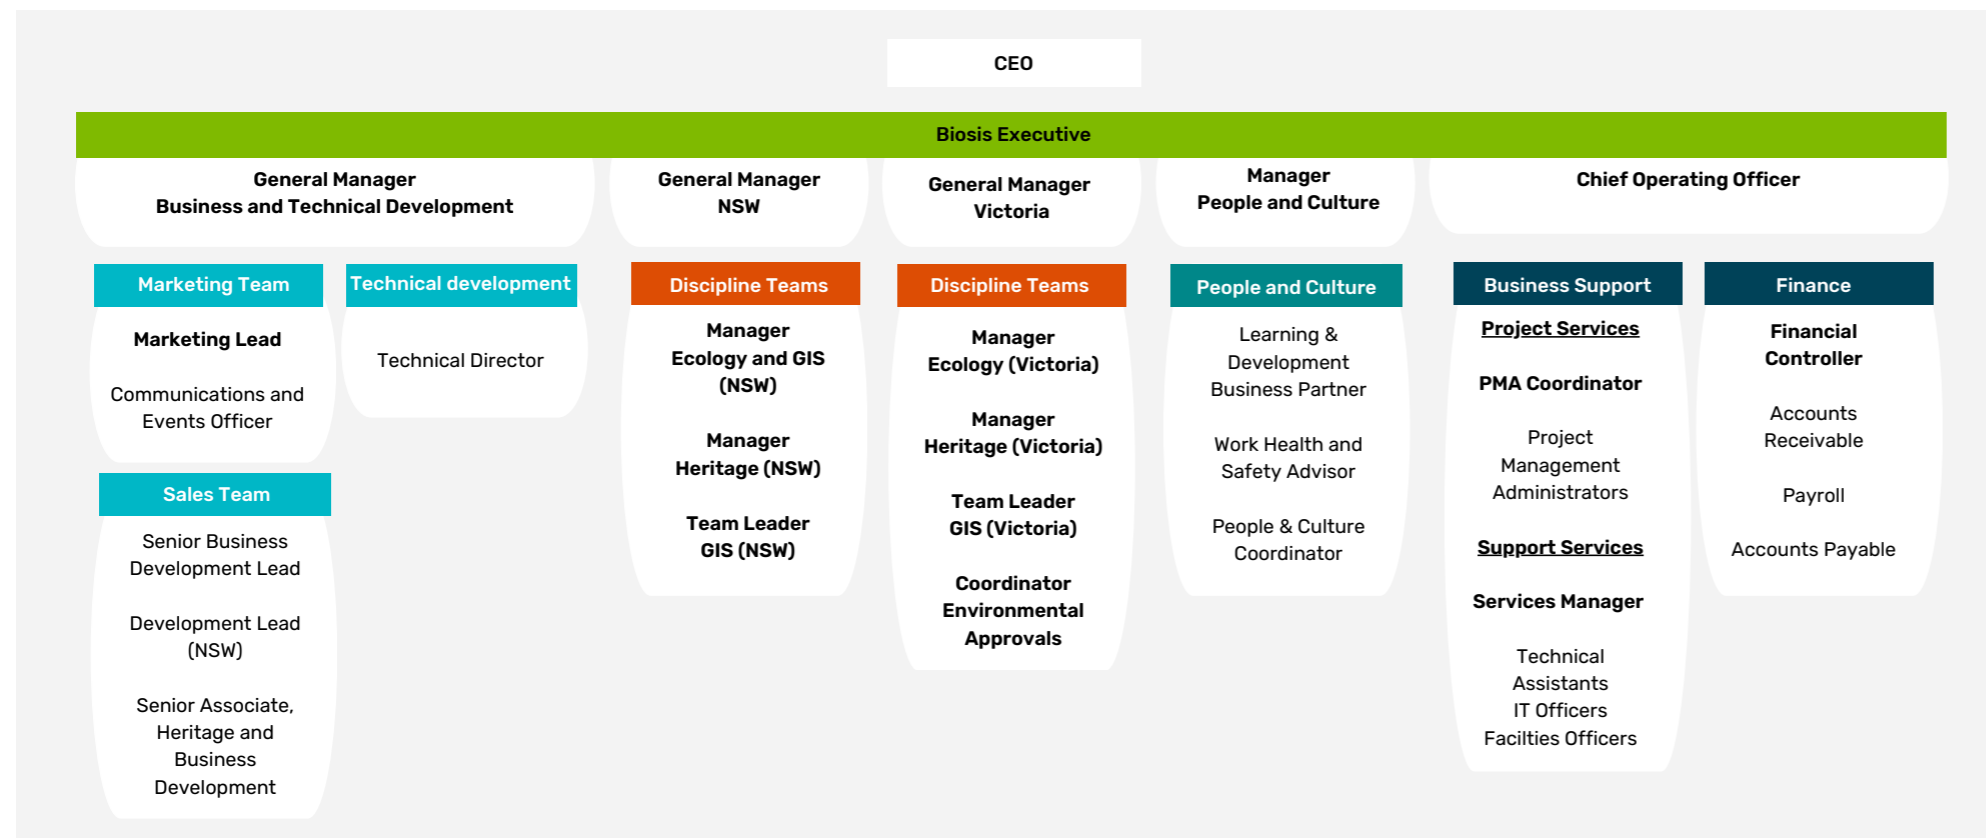 CEO
Biosis Executive
General Manager
Business and Technical Development
General Manager
NSW
General Manager
Victoria
Manager
People and Culture
Chief Operating Officer
Marketing Team
Marketing Lead
Communications and
Events Officer
Sales Team
Senior Business
Development Lead
Development Lead
(NSW)
Senior Associate,
Heritage and
Business
Development
Technical development
Technical Director
Discipline Teams
Manager
Ecology and GIS
(NSW)
Manager
Heritage (NSW)
Team Leader
GIS (NSW)
Discipline Teams
Manager
Ecology (Victoria)
Manager
Heritage (Victoria)
Team Leader
GIS (Victoria)
Coordinator
Environmental
Approvals
People and Culture
Learning &
Development
Business Partner
Work Health and
Safety Advisor
People & Culture
Coordinator
Business Support
Project Services
PMA Coordinator
Project
Management
Administrators
Support Services
Services Manager
Technical
Assistants
IT Officers
Facilties Officers
Finance
Financial
Controller
Accounts
Receivable
Payroll
Accounts Payable